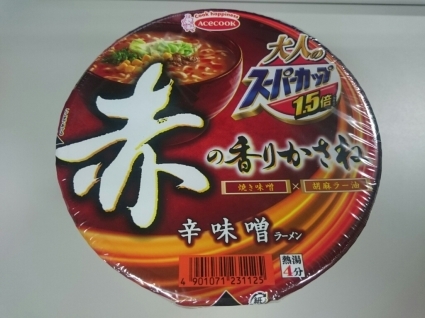 Cook happiness
ACECOOK
大人の
スーパーカップ
1.5倍
赤
の香りかさね
焼き味噌×胡麻ラー油
辛味噌ラーメン
4 901071 231125
熱湯
4分